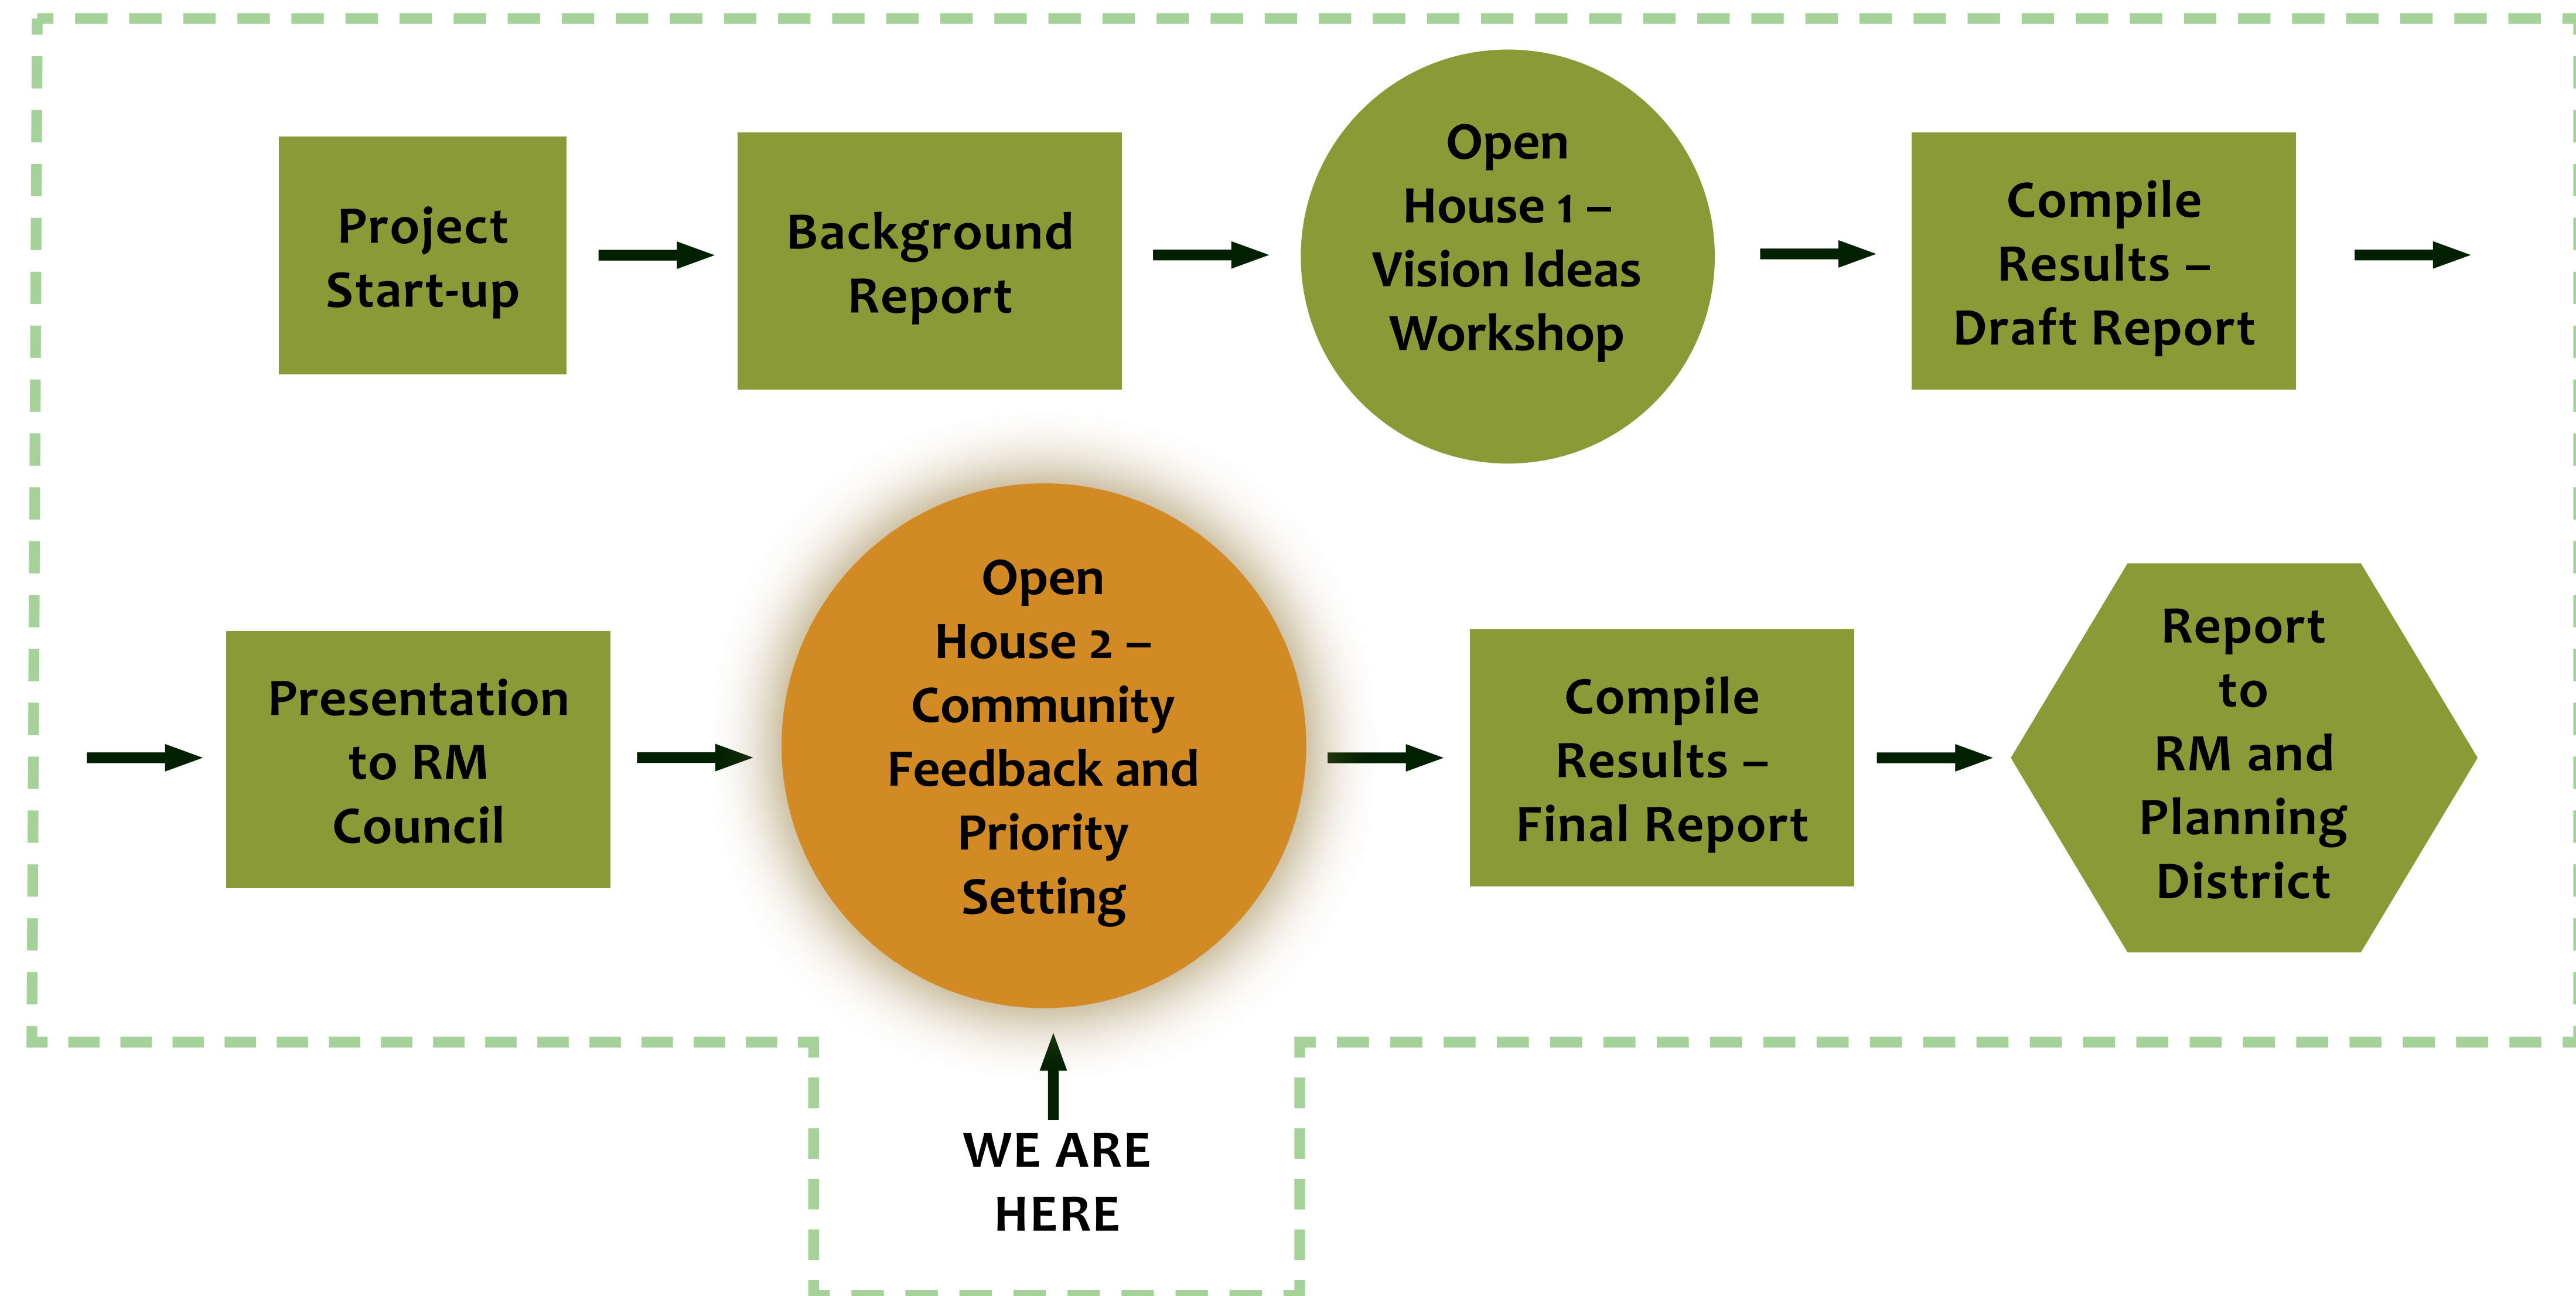 Project
Start-up
Background
Report
Open
House 1 –
Vision Ideas
Workshop
Compile
Results –
Draft Report
Presentation
to RM
Council
Open
House 2 –
Community
Feedback and
Priority
Setting
Compile
Results –
Final Report
Report
to
RM and
Planning
District
WE ARE
HERE